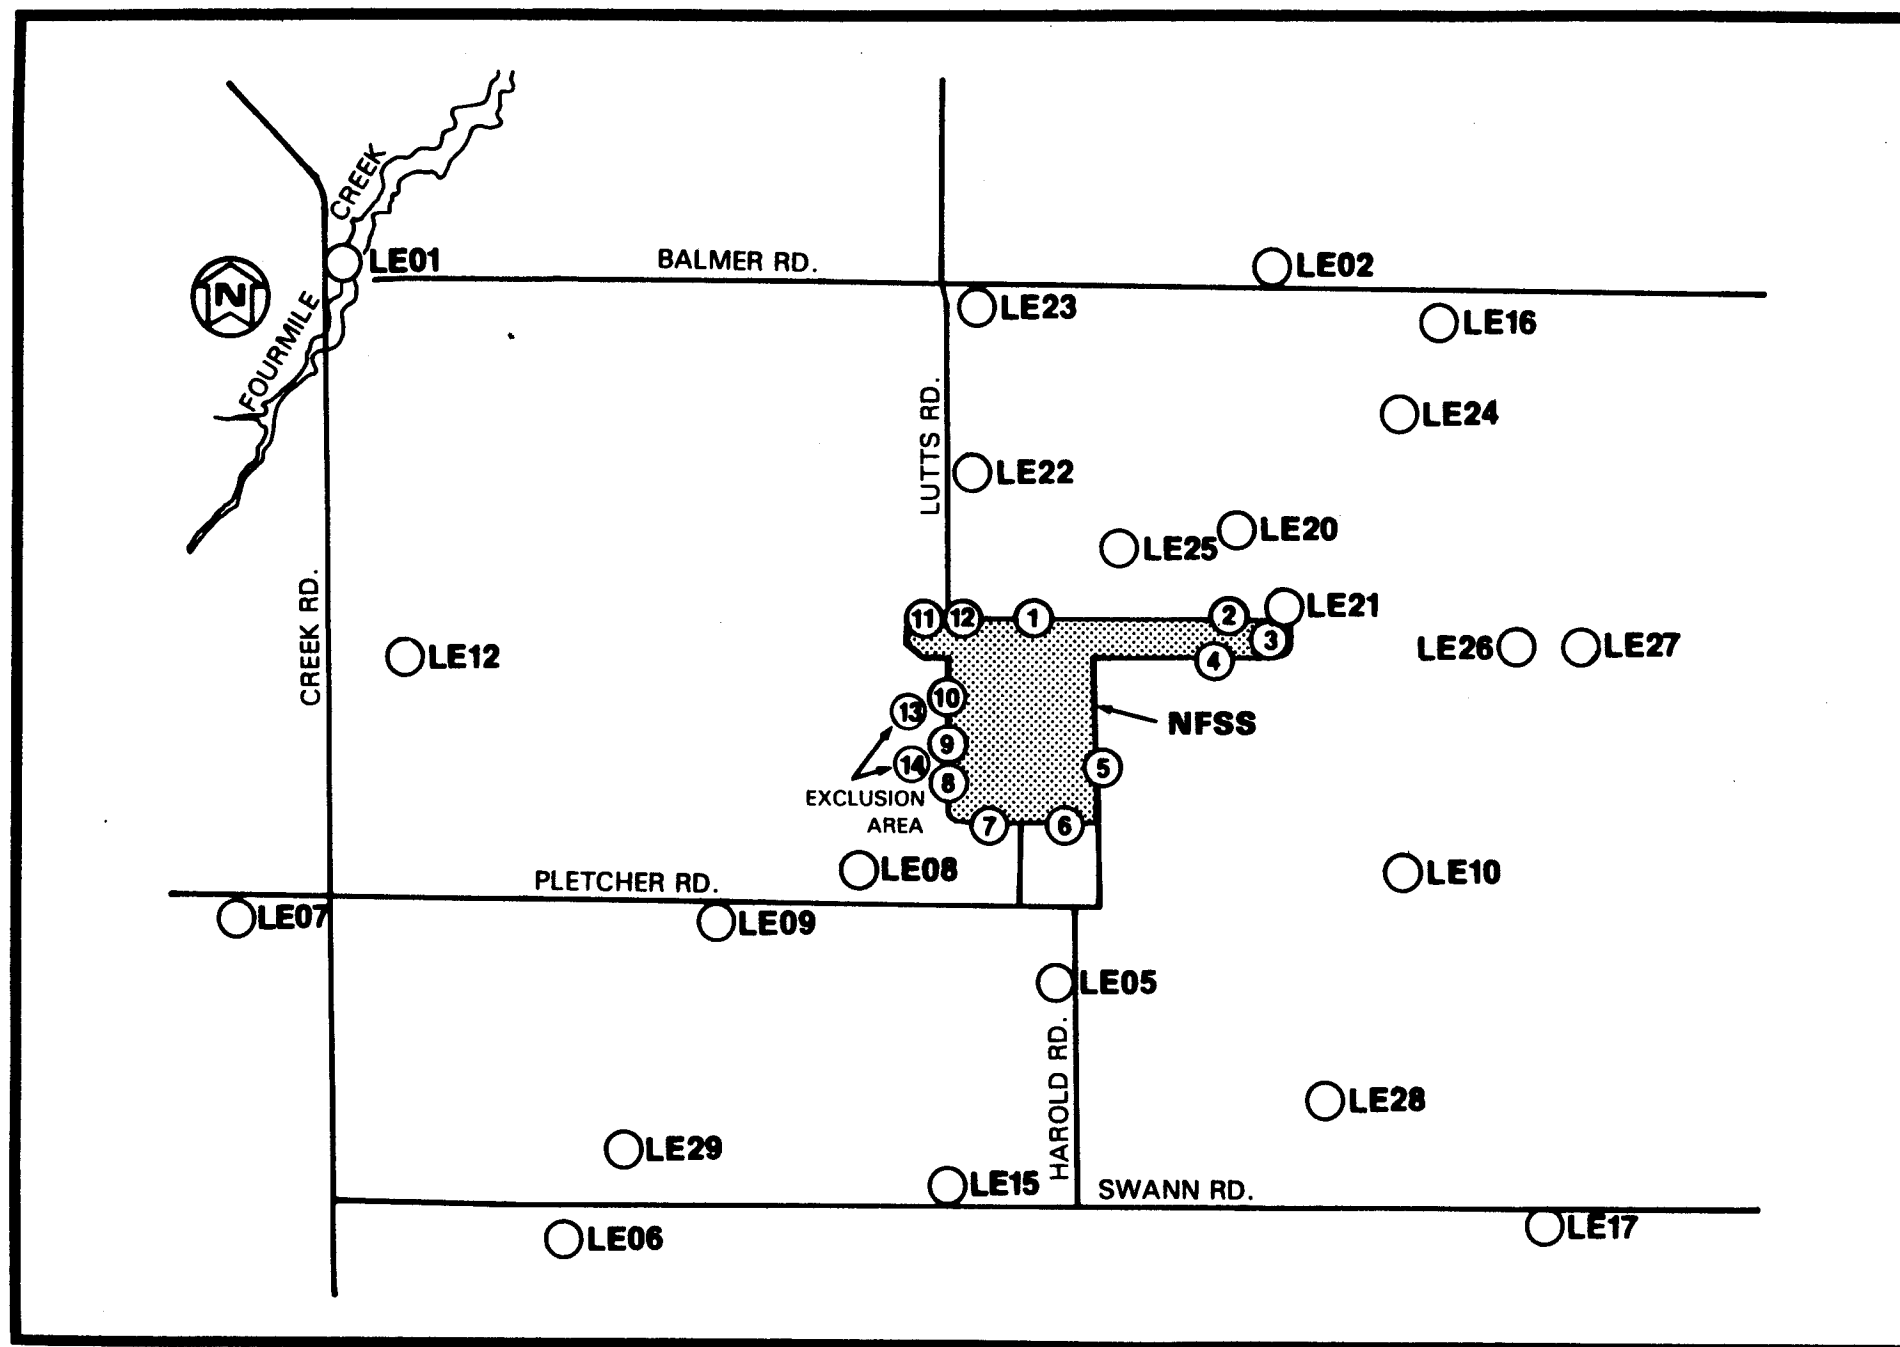 CREEK
LE01
BALMER RD.
LE02
N
FOURMILE
LE23
LE16
LUTTS RD.
LE24
LE22
LE20
LE25
LE21
11
12
1
2
3
4
LE26
LE27
CREEK RD.
LE12
10
13
NFSS
9
14
8
5
EXCLUSION
AREA
7
6
LE08
LE10
PLETCHER RD.
LE07
LE09
LE05
HAROLD RD.
LE28
LE29
LE15
SWANN RD.
LE17
LE06